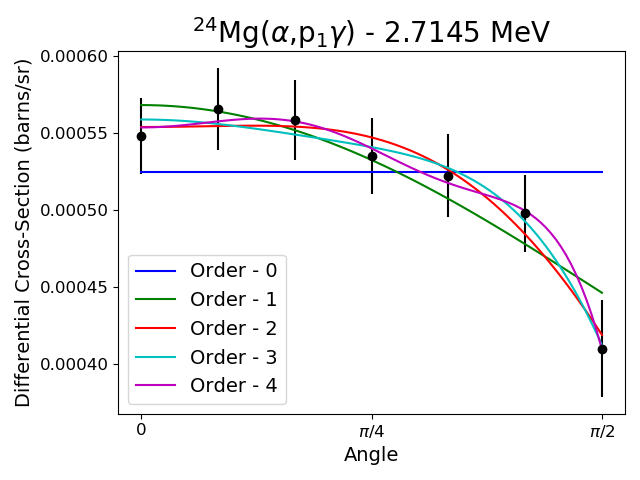 ²⁴Mg(α,p₁γ) - 2.7145 MeV
Differential Cross-Section (barns/sr)
0.00060
0.00055
0.00050
0.00045
0.00040
Order - 0
Order - 1
Order - 2
Order - 3
Order - 4
0
π/4
π/2
Angle